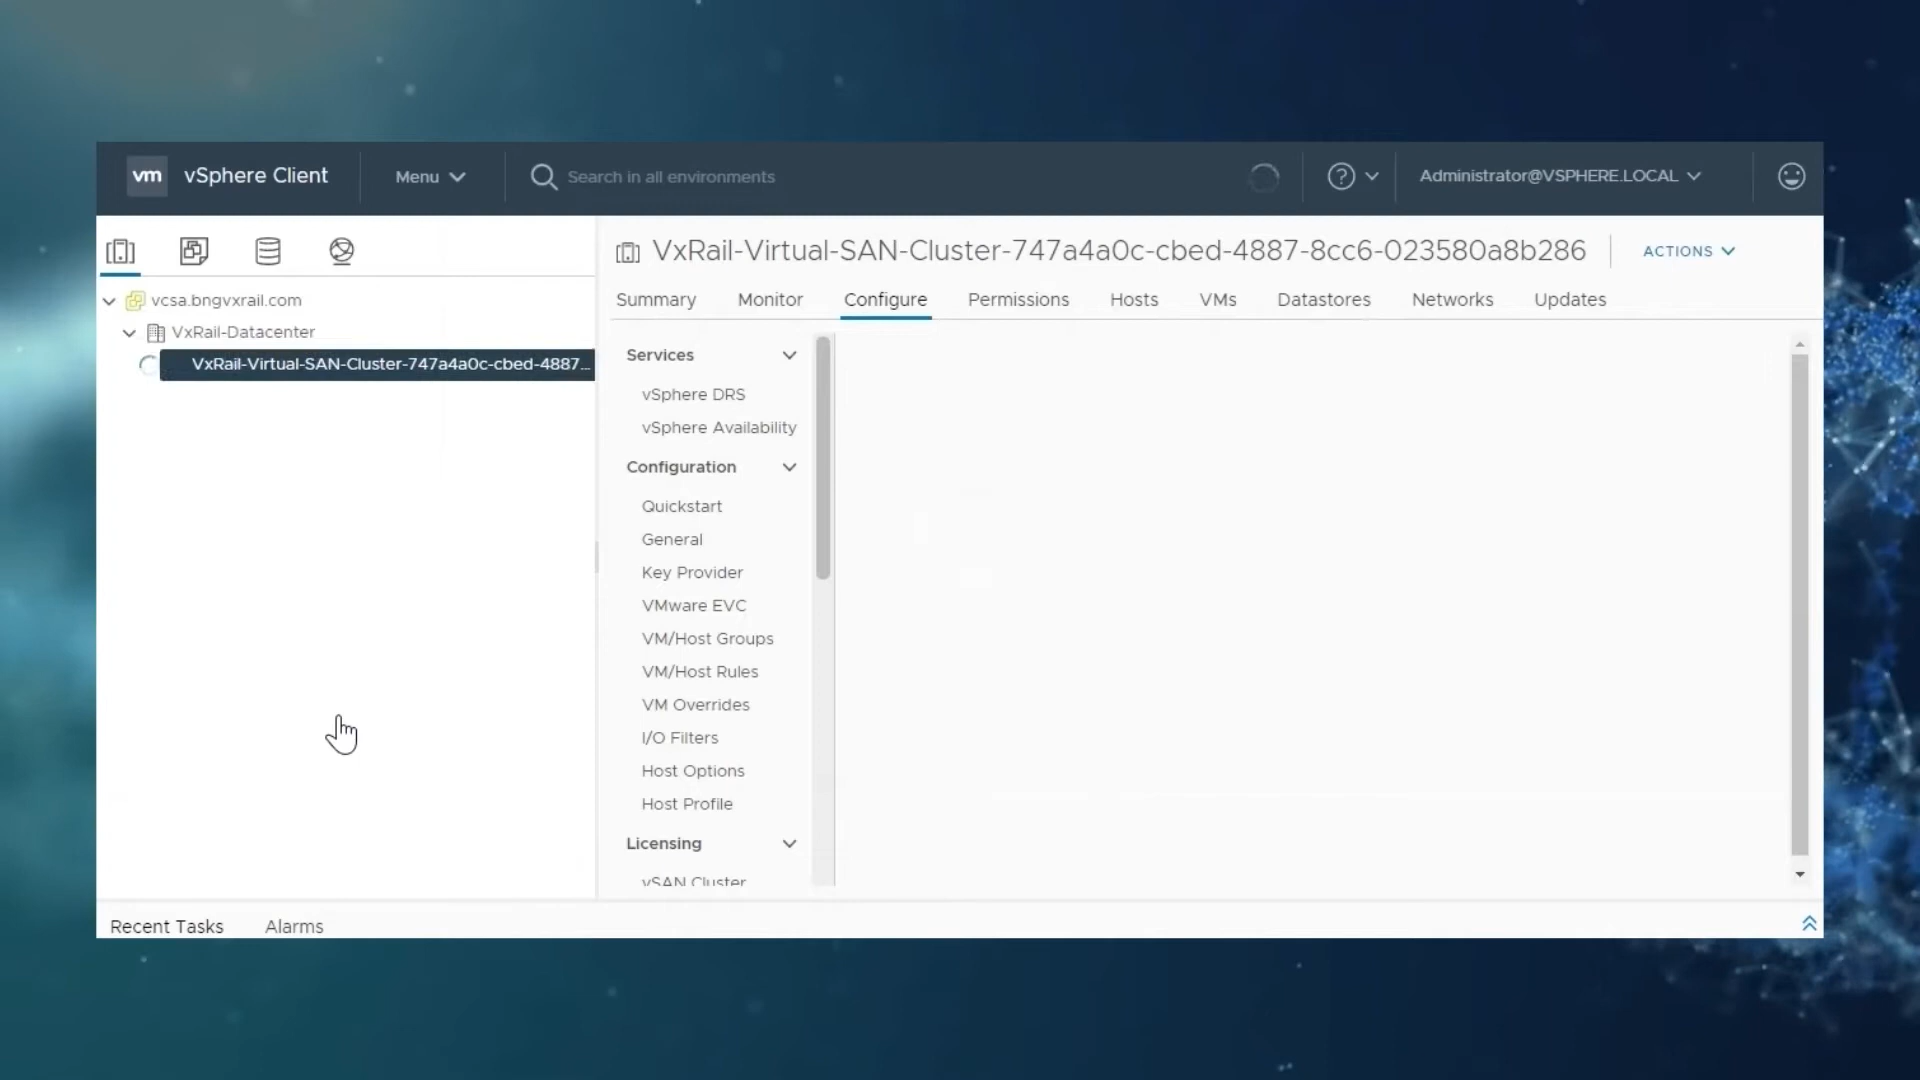 vm vSphere Client Menu Search in all environments ? Administrator@VSPHERE.LOCAL
VxRail-Virtual-SAN-Cluster-747a4a0c-cbed-4887-8cc6-023580a8b286 ACTIONS
Summary Monitor Configure Permissions Hosts VMs Datastores Networks Updates
vcsa.bngvxrail.com
VxRail-Datacenter
VxRail-Virtual-SAN-Cluster-747a4a0c-cbed-4887...
Services
vSphere DRS
vSphere Availability
Configuration
Quickstart
General
Key Provider
VMware EVC
VM/Host Groups
VM/Host Rules
VM Overrides
I/O Filters
Host Options
Host Profile
Licensing
vSAN Cluster
Recent Tasks Alarms